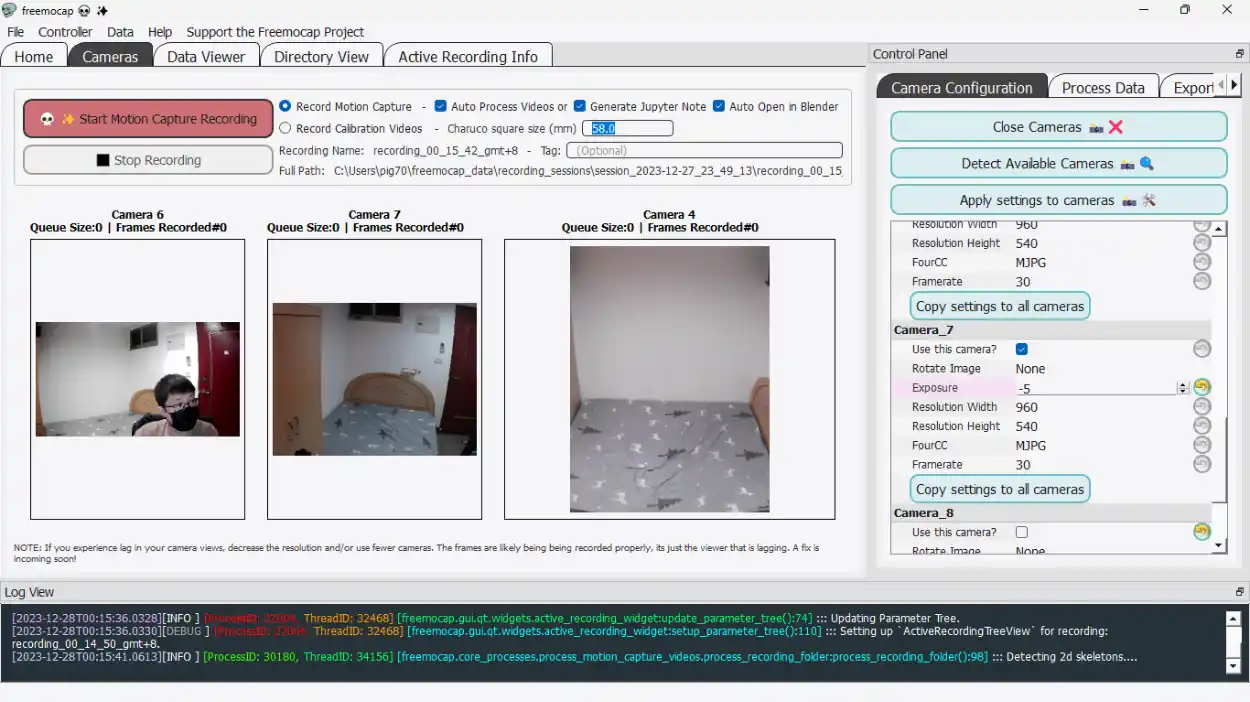 freemocap 💀 ✨
File Controller Data Help Support the Freemocap Project
Home Cameras Data Viewer Directory View Active Recording Info
💀 ✨ Start Motion Capture Recording
Stop Recording
Record Motion Capture - Auto Process Videos or Generate Jupyter Note Auto Open in Blender
Record Calibration Videos - Charuco square size (mm) 58.0
Recording Name: recording_00_15_42_gmt+8 - Tag: (Optional)
Full Path: C:\Users\pig70\freemocap_data\recording_sessions\session_2023-12-27_23_49_13\recording_00_15_
Camera 6
Queue Size:0 | Frames Recorded#0
Camera 7
Queue Size:0 | Frames Recorded#0
Camera 4
Queue Size:0 | Frames Recorded#0
NOTE: If you experience lag in your camera views, decrease the resolution and/or use fewer cameras. The frames are likely being being recorded properly, its just the viewer that is lagging. A fix is
incoming soon!
Control Panel
Camera Configuration Process Data Export
Close Cameras 📸 ❌
Detect Available Cameras 📸 🔍
Apply settings to cameras 📸 🛠
Resolution Width 960
Resolution Height 540
FourCC MJPG
Framerate 30
Copy settings to all cameras
Camera_7
Use this camera?
Rotate Image None
Exposure -5
Resolution Width 960
Resolution Height 540
FourCC MJPG
Framerate 30
Copy settings to all cameras
Camera_8
Use this camera?
Rotate Image None
Log View
[2023-12-28T00:15:36.0328][INFO ] [ProcessID: 32004, ThreadID: 32468] [freemocap.gui.qt.widgets.active_recording_widget:update_parameter_tree():74] ::: Updating Parameter Tree.
[2023-12-28T00:15:36.0330][DEBUG ] [ProcessID: 32004, ThreadID: 32468] [freemocap.gui.qt.widgets.active_recording_widget:setup_parameter_tree():110] ::: Setting up `ActiveRecordingTreeView` for recording:
recording_00_14_50_gmt+8.
[2023-12-28T00:15:41.0613][INFO ] [ProcessID: 30180, ThreadID: 34156] [freemocap.core_processes.process_motion_capture_videos.process_recording_folder:process_recording_folder():98] ::: Detecting 2d skeletons....